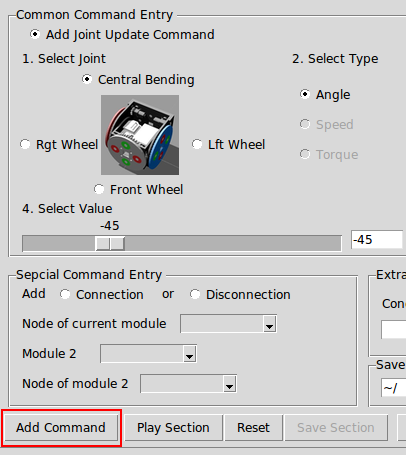 Common Command Entry
Add Joint Update Command
1. Select Joint
2. Select Type
Central Bending
Angle
Speed
Torque
Rgt Wheel
Lft Wheel
Front Wheel
4. Select Value
-45
-45
Sepcial Command Entry
Extra
Add Connection or Disconnection
Con
Node of current module
Module 2
Save
Node of module 2
~/
Add Command
Play Section
Reset
Save Section